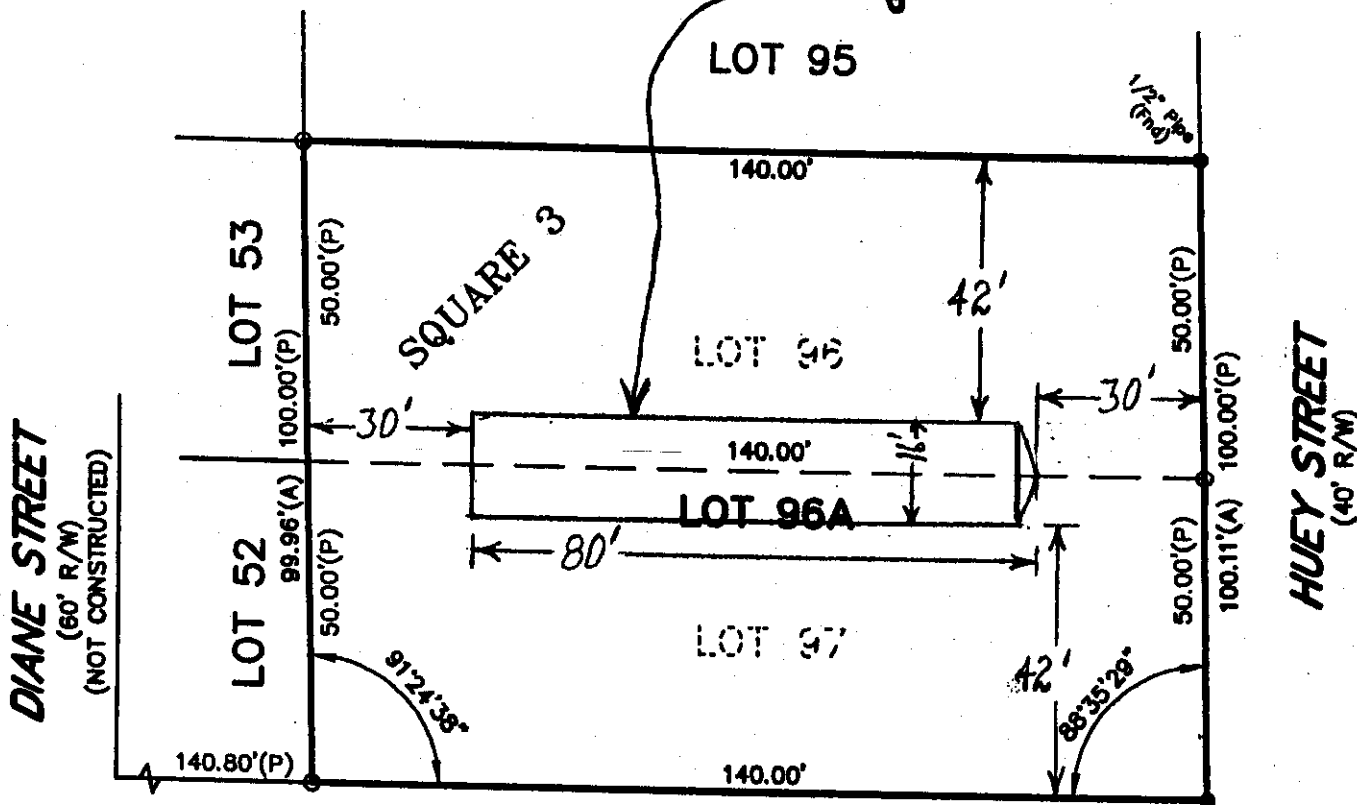 LOT 95
1/2" Pipe
(Fnd)
140.00'
LOT 53
50.00'(P)
100.00'(P)
SQUARE 3
42'
LOT 96
50.00'(P)
100.00'(P)
HUEY STREET
(40' R/W)
30'
30'
140.00'
16'
LOT 96A
80'
DIANE STREET
(60' R/W)
(NOT CONSTRUCTED)
LOT 52
99.96'(A)
50.00'(P)
50.00'(P)
100.11'(A)
LOT 97
42'
91°24'38"
88°35'29"
140.80'(P)
140.00'